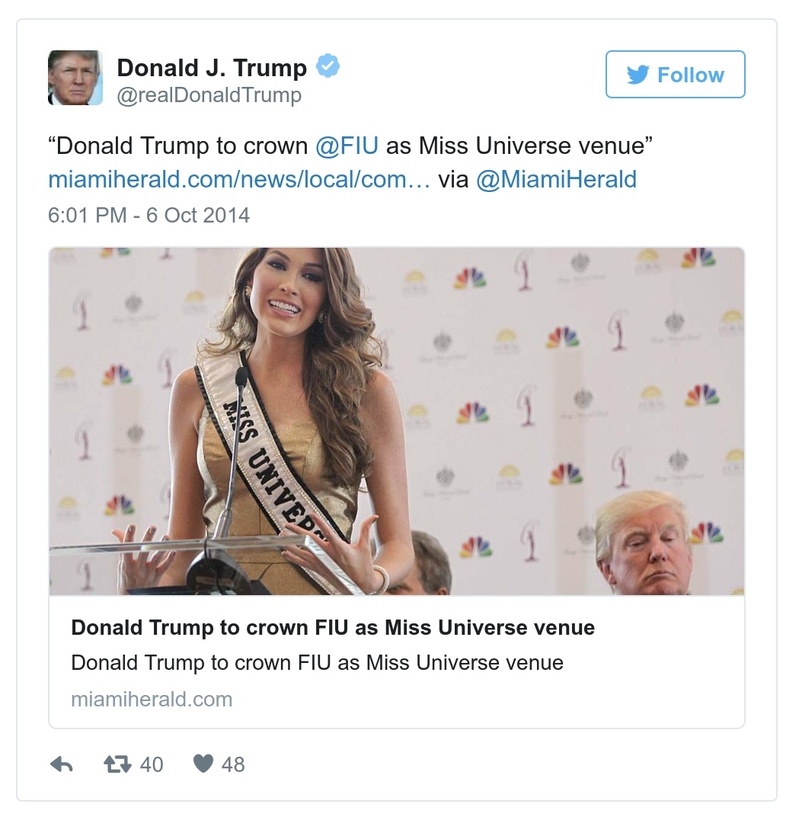 Donald J. Trump
@realDonaldTrump
Follow
“Donald Trump to crown @FIU as Miss Universe venue”
miamiherald.com/news/local/com… via @MiamiHerald
6:01 PM - 6 Oct 2014
MISS UNIVER
Donald Trump to crown FIU as Miss Universe venue
Donald Trump to crown FIU as Miss Universe venue
miamiherald.com
40
48